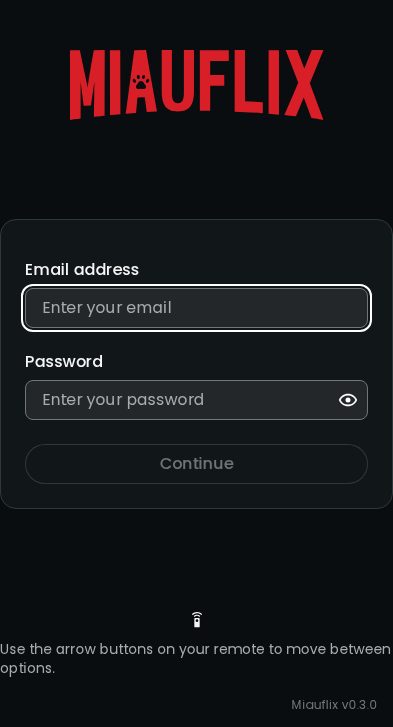 MIAUFLIX
Email address
Enter your email
Password
Enter your password
Continue
Use the arrow buttons on your remote to move between
options.
Miauflix v0.3.0